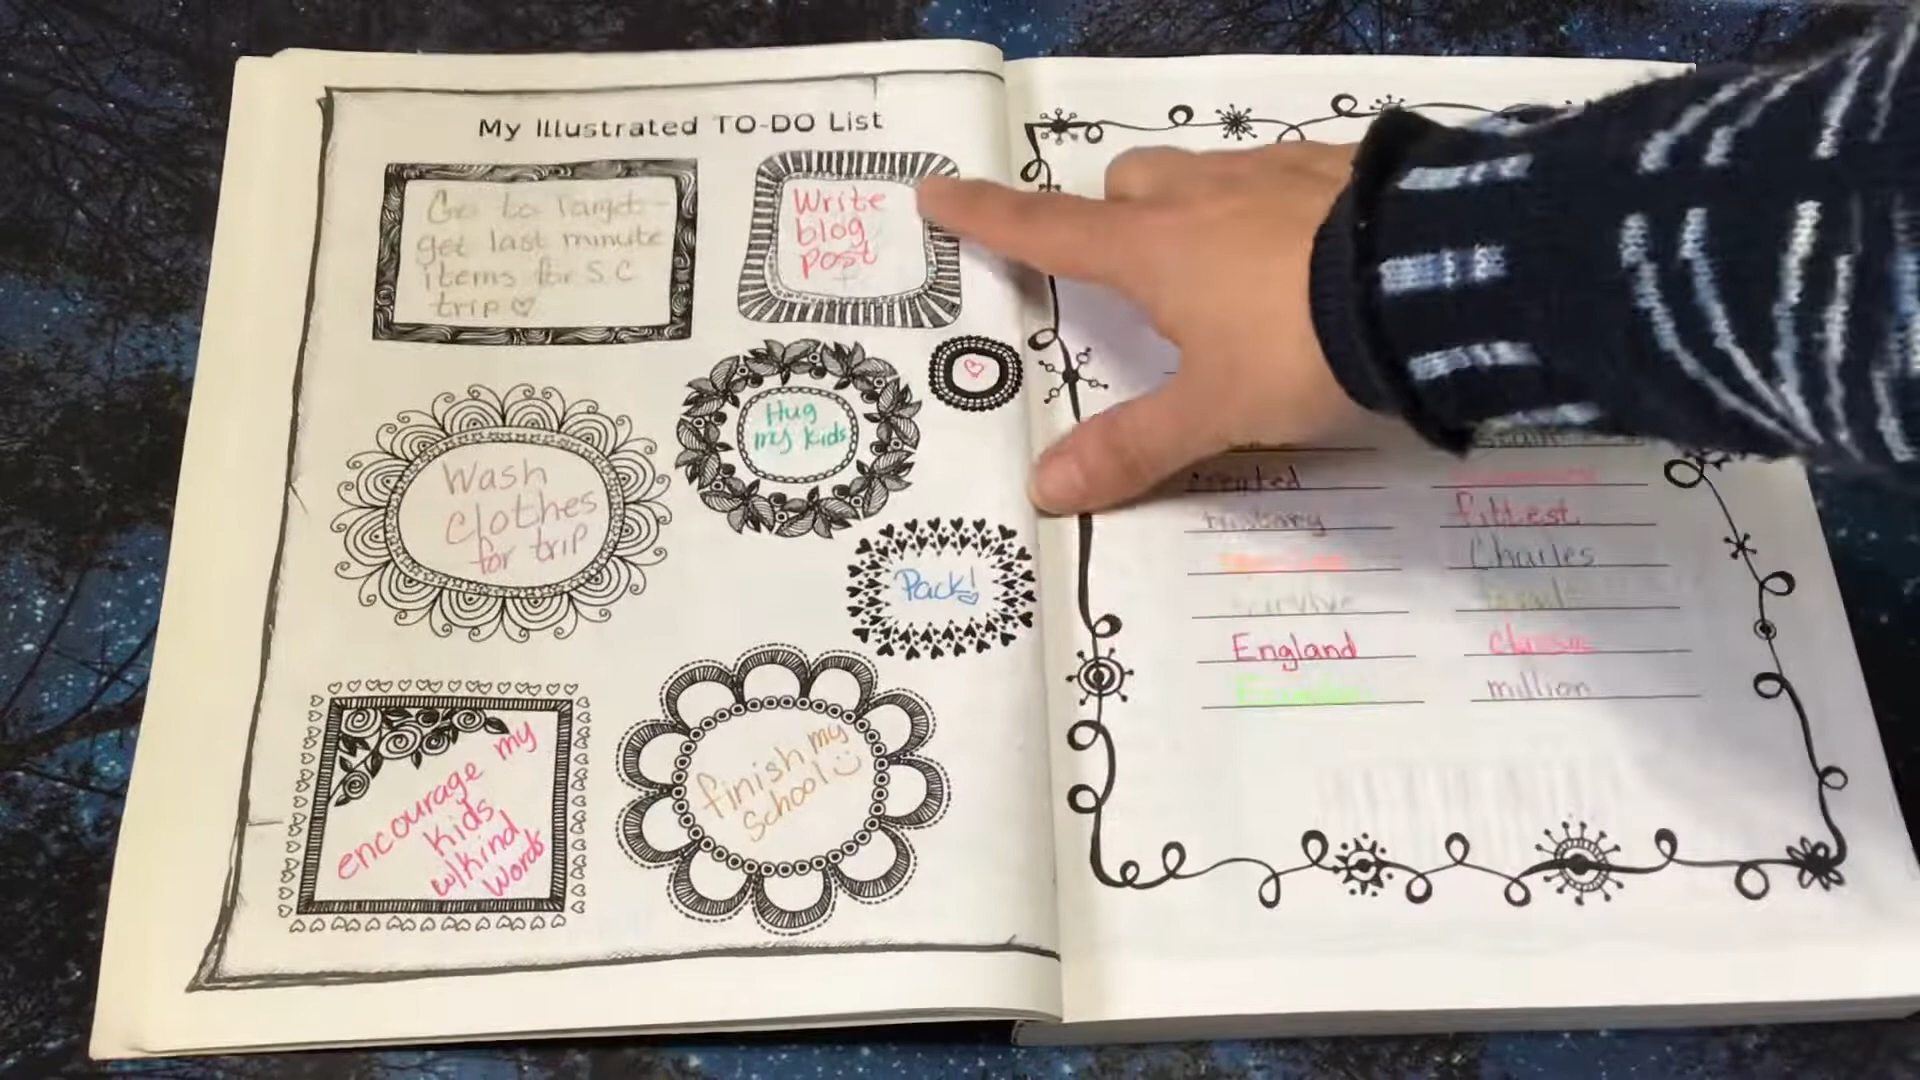 My Illustrated TO-DO List
Go to Target -
get last minute
items for S.C
trip ♡
Write
blog
post
Hug
my kids
Wash
clothes
for trip
Pack!
encourage my
kids
w/kind
words
finish my
school
created
fittest
Charles
survive
England
classic
million